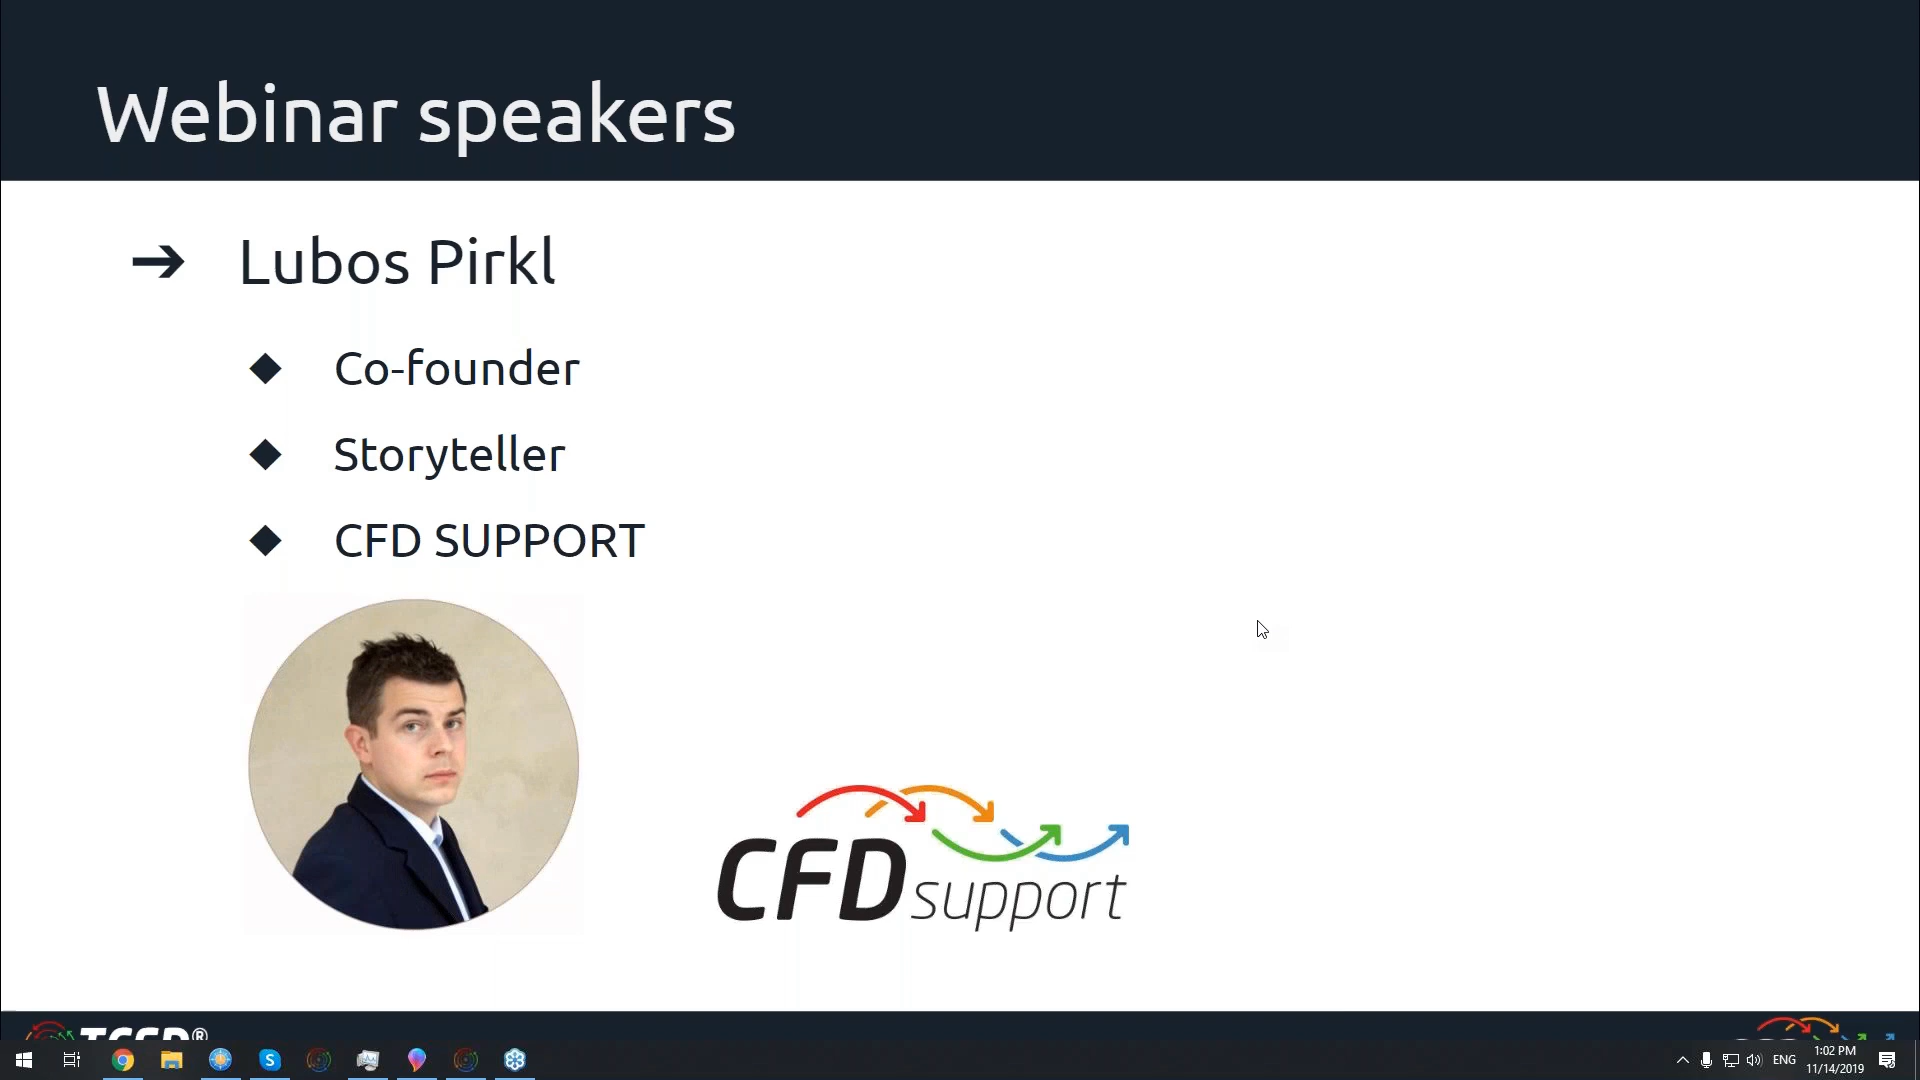 Webinar speakers
➔ Lubos Pirkl
◆ Co-founder
◆ Storyteller
◆ CFD SUPPORT
CFD support
ENG
1:02 PM
11/14/2019